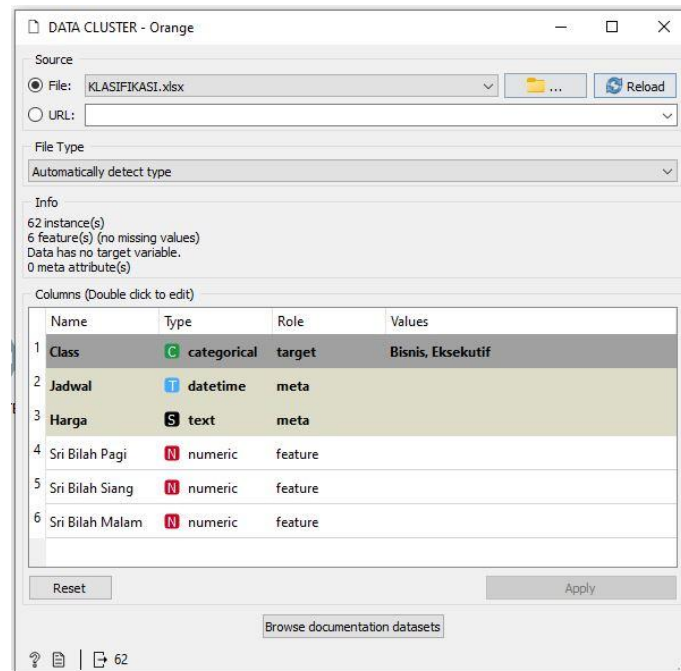 DATA CLUSTER - Orange
Source
File: KLASIFIKASI.xlsx ... Reload
URL:
File Type
Automatically detect type
Info
62 instance(s)
6 feature(s) (no missing values)
Data has no target variable.
0 meta attribute(s)
Columns (Double click to edit)
Name Type Role Values
1 Class C categorical target Bisnis, Eksekutif
2 Jadwal T datetime meta
3 Harga S text meta
4 Sri Bilah Pagi N numeric feature
5 Sri Bilah Siang N numeric feature
6 Sri Bilah Malam N numeric feature
Reset Apply
Browse documentation datasets
? 62